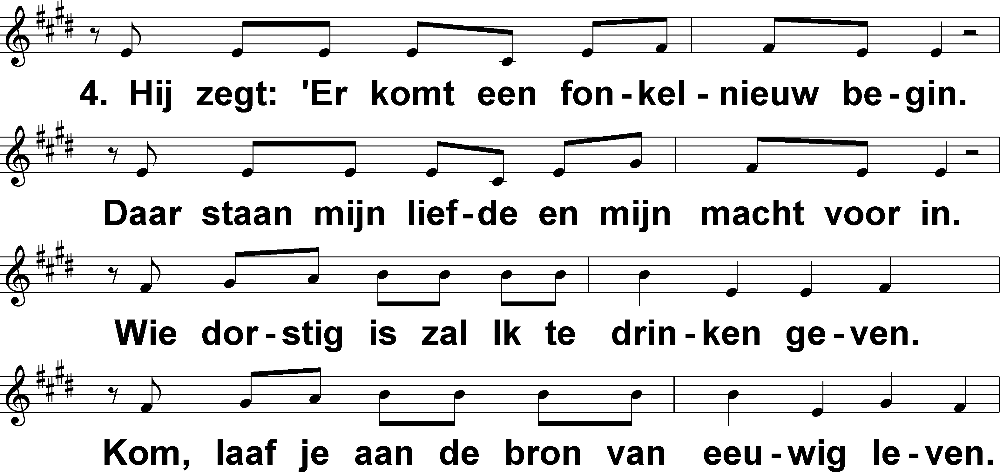 4. Hij zegt: 'Er komt een fon-kel-nieuw be-gin.
Daar staan mijn lief-de en mijn macht voor in.
Wie dor-stig is zal Ik te drin-ken ge-ven.
Kom, laaf je aan de bron van eeu-wig le-ven.